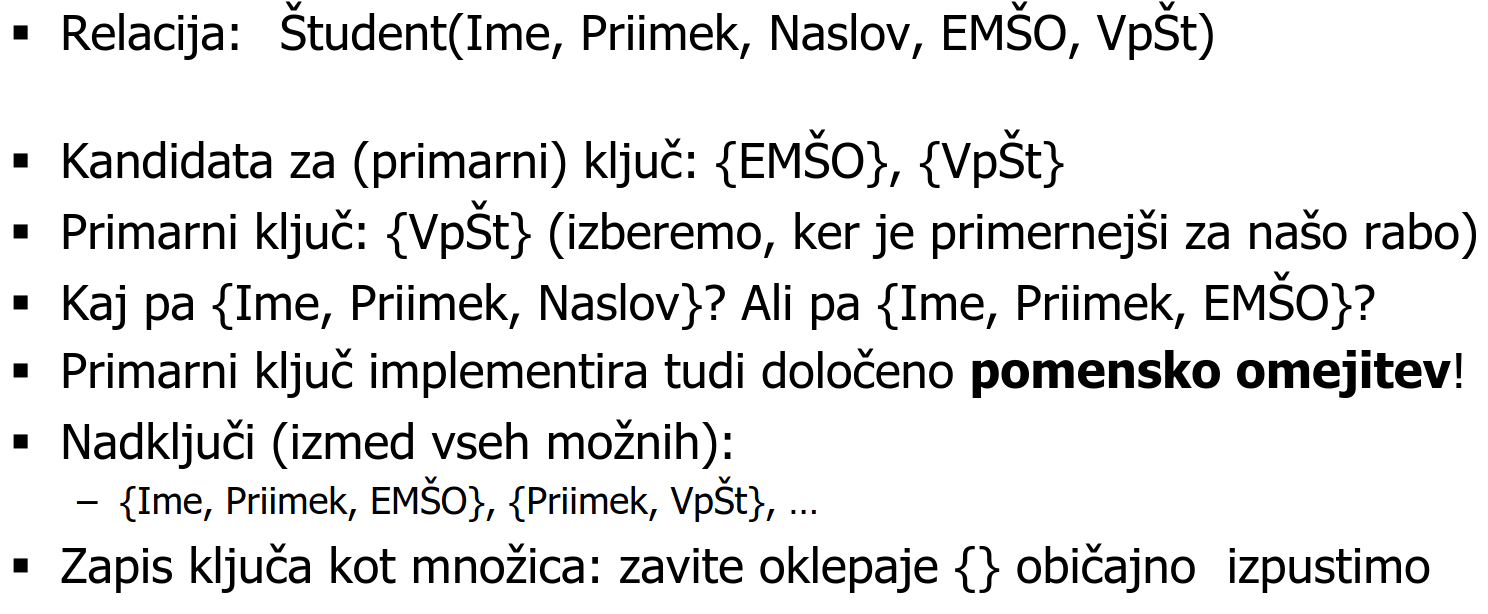 ▪ Relacija: Študent(Ime, Priimek, Naslov, EMŠO, VpŠt)
▪ Kandidata za (primarni) ključ: {EMŠO}, {VpŠt}
▪ Primarni ključ: {VpŠt} (izberemo, ker je primernejši za našo rabo)
▪ Kaj pa {Ime, Priimek, Naslov}? Ali pa {Ime, Priimek, EMŠO}?
▪ Primarni ključ implementira tudi določeno pomensko omejitev!
▪ Nadključi (izmed vseh možnih):
– {Ime, Priimek, EMŠO}, {Priimek, VpŠt}, …
▪ Zapis ključa kot množica: zavite oklepaje {} običajno izpustimo